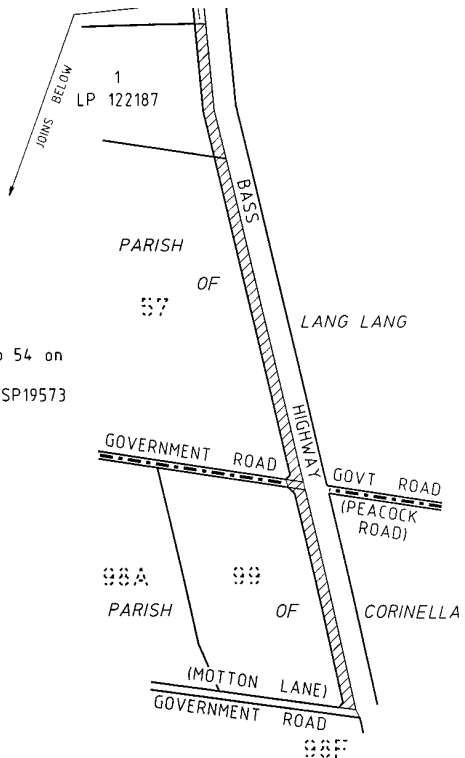 JOINS BELOW
1
LP 122187
BASS
PARISH
OF
57
LANG LANG
54 on
SP19573
HIGHWAY
GOVERNMENT ROAD
GOVT ROAD
(PEACOCK
ROAD)
98A
99
PARISH
OF
CORINELLA
(MOTTON LANE)
GOVERNMENT ROAD
98F